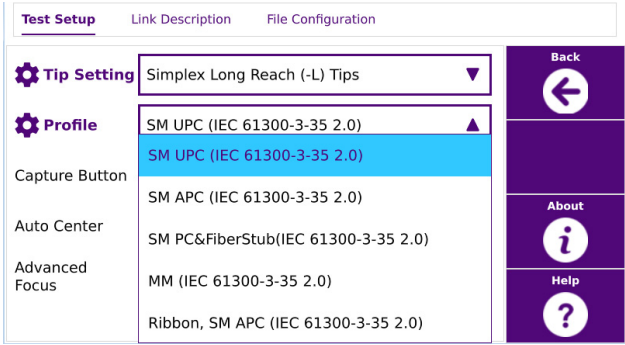 Test Setup Link Description File Configuration
Tip Setting Simplex Long Reach (-L) Tips
Profile SM UPC (IEC 61300-3-35 2.0)
SM UPC (IEC 61300-3-35 2.0)
Capture Button
SM APC (IEC 61300-3-35 2.0)
Auto Center
SM PC&FiberStub(IEC 61300-3-35 2.0)
Advanced
Focus
MM (IEC 61300-3-35 2.0)
Ribbon, SM APC (IEC 61300-3-35 2.0)
Back
About
i
Help
?